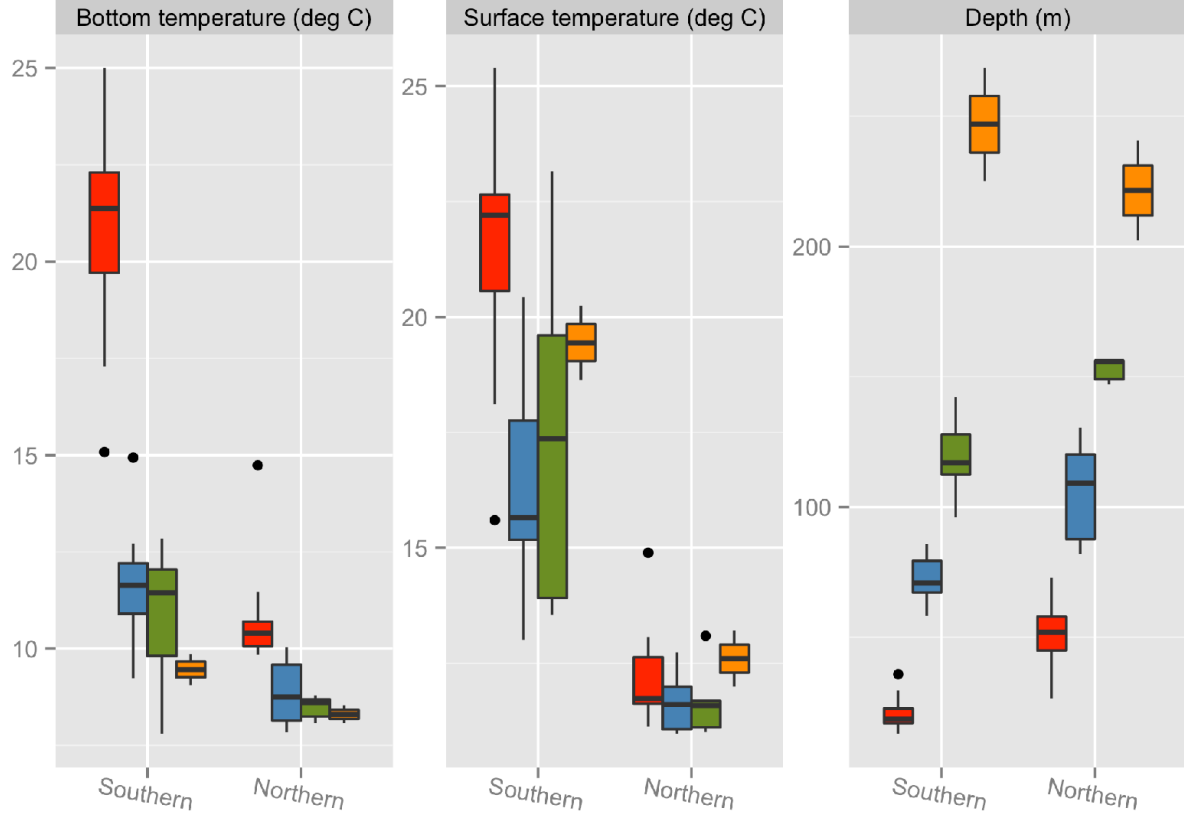 Bottom temperature (deg C)
Surface temperature (deg C)
Depth (m)
25
20
15
10
25
20
15
200
100
Southern
Northern
Southern
Northern
Southern
Northern